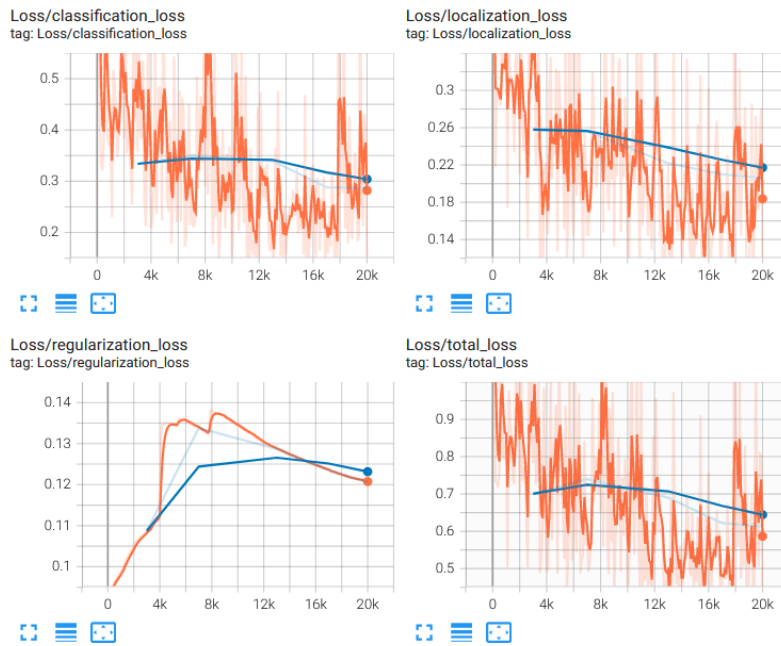 Loss/classification_loss
tag: Loss/classification_loss
0.5
0.4
0.3
0.2
0 4k 8k 12k 16k 20k
Loss/localization_loss
tag: Loss/localization_loss
0.3
0.26
0.22
0.18
0.14
0 4k 8k 12k 16k 20k
Loss/regularization_loss
tag: Loss/regularization_loss
0.14
0.13
0.12
0.11
0.1
4k 8k 12k 16k 20k
Loss/total_loss
tag: Loss/total_loss
0.9
0.8
0.7
0.6
0.5
0 4k 8k 12k 16k 20k